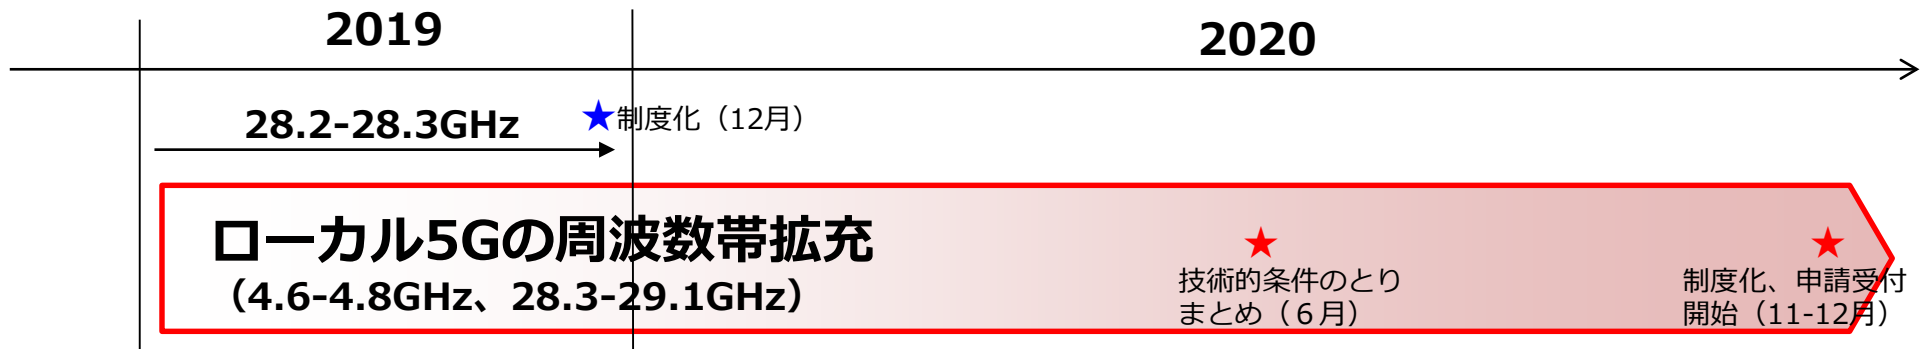 2019
2020
28.2-28.3GHz
★制度化（12月）
ローカル5Gの周波数帯拡充
（4.6-4.8GHz、28.3-29.1GHz）
★
技術的条件のとり
まとめ（６月）
★
制度化、申請受付
開始（11-12月）